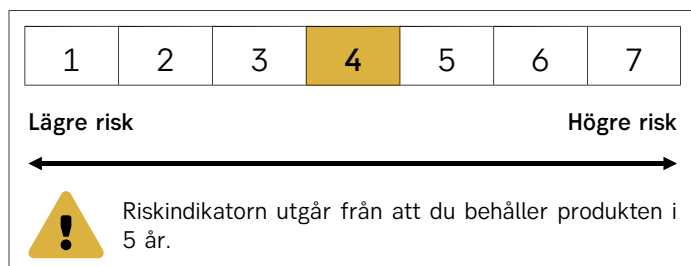 1 2 3 4 5 6 7
Lägre risk Högre risk
Riskindikatorn utgår från att du behåller produkten i
5 år.